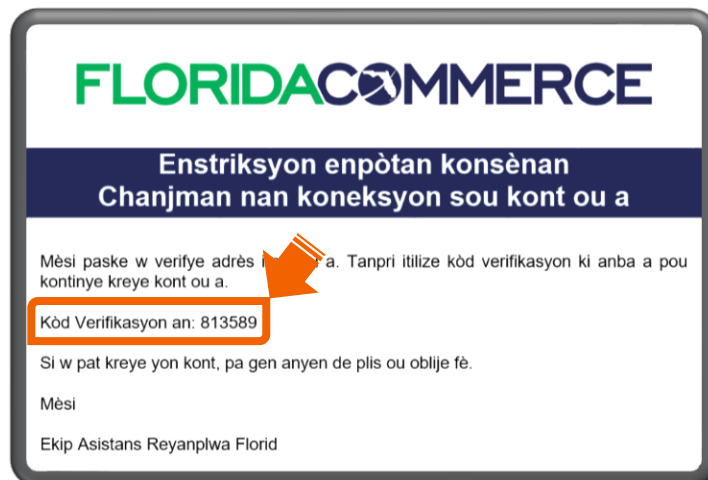 FLORIDACOMMERCE
Enstriksyon enpòtan konsènan
Chanjman nan koneksyon sou kont ou a
Mèsi paske w verifye adrès a. Tanpri itilize kòd verifikasyon ki anba a pou
kontinye kreye kont ou a.
Kòd Verifikasyon an: 813589
Si w pat kreye yon kont, pa gen anyen de plis ou oblije fè.
Mèsi
Ekip Asistans Reyanplwa Florid